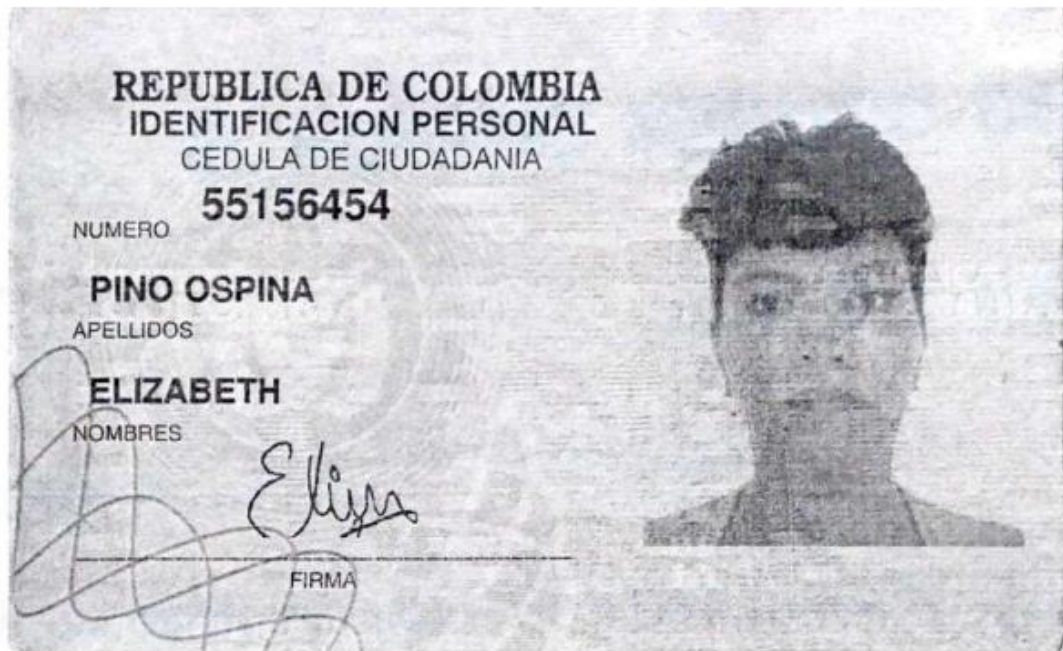 REPUBLICA DE COLOMBIA
IDENTIFICACION PERSONAL
CEDULA DE CIUDADANIA
55156454
NUMERO
PINO OSPINA
APELLIDOS
ELIZABETH
NOMBRES
FIRMA